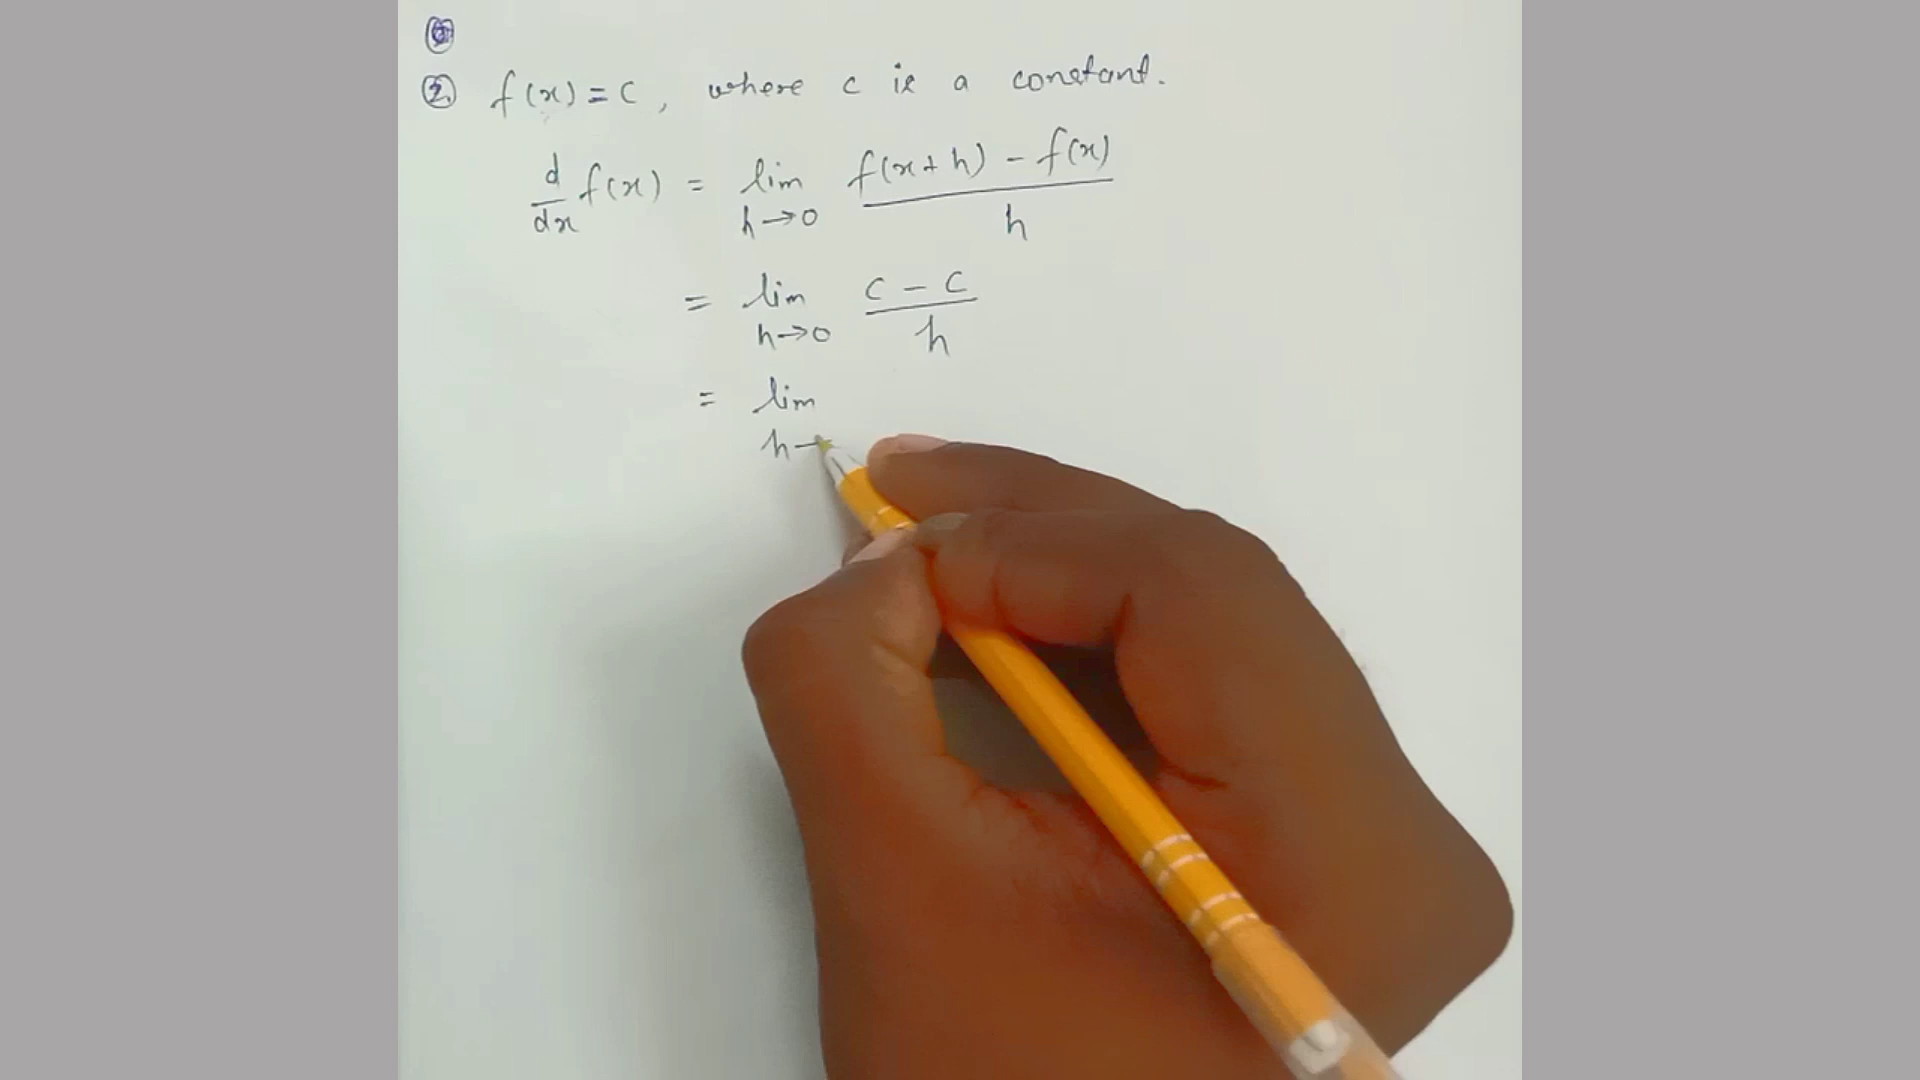 ② f(x) = c, where c is a constant.
d/dx f(x) = lim h→0 f(x+h) - f(x) / h
= lim h→0 c - c / h
= lim h→